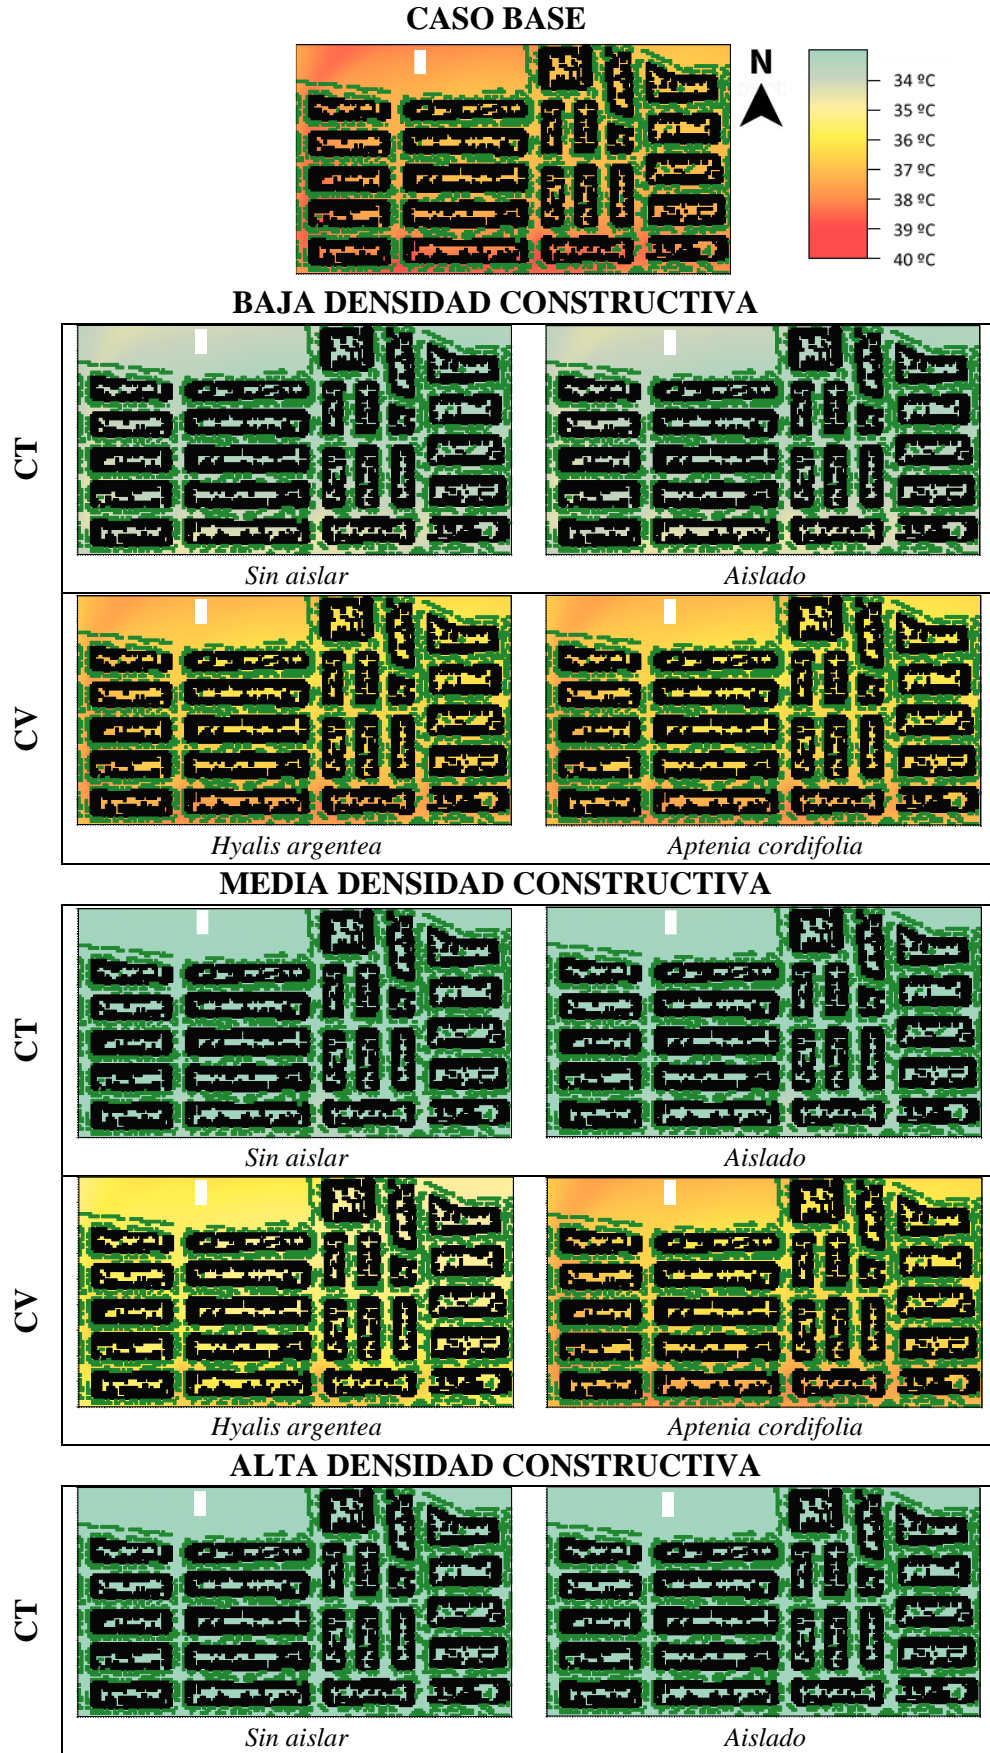 CASO BASE
N
34 ºC
35 ºC
36 ºC
37 ºC
38 ºC
39 ºC
40 ºC
BAJA DENSIDAD CONSTRUCTIVA
CT
Sin aislar
Aislado
CV
Hyalis argentea
Aptenia cordifolia
MEDIA DENSIDAD CONSTRUCTIVA
CT
Sin aislar
Aislado
CV
Hyalis argentea
Aptenia cordifolia
ALTA DENSIDAD CONSTRUCTIVA
CT
Sin aislar
Aislado